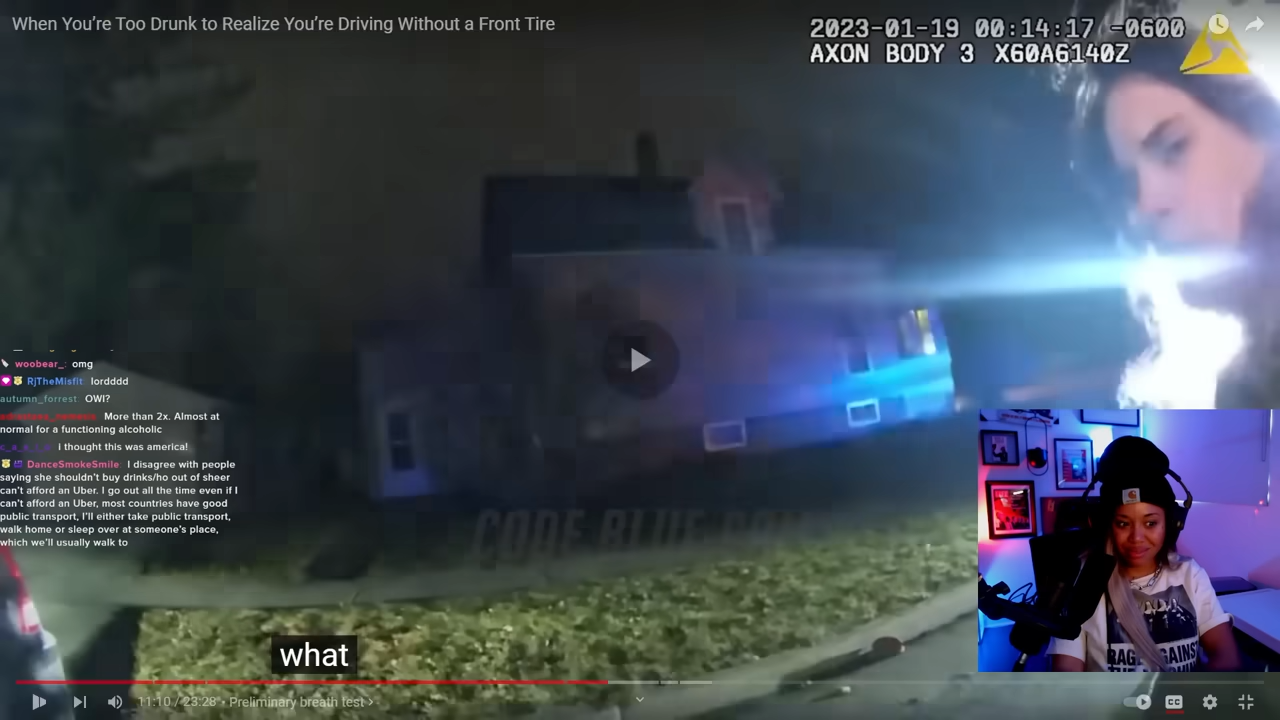 When You're Too Drunk to Realize You're Driving Without a Front Tire
2023-01-19 00:14:17 -0600
AXON BODY 3 X60A6140Z
woobear_: omg
RjTheMisfit: lordddd
autumn_forrest: OWI?
More than 2x. Almost at
normal for a functioning alcoholic
i thought this was america!
DanceSmokeSmile: I disagree with people
saying she shouldn't buy drinks/ho out of sheer
can't afford an Uber. I go out all the time even if I
can't afford an Uber, most countries have good
public transport, I'll either take public transport,
walk home or sleep over at someone's place,
which we'll usually walk to
CODE BLUE
what
RAGE AGAINST
11:10 / 23:28 • Preliminary breath test >
CC